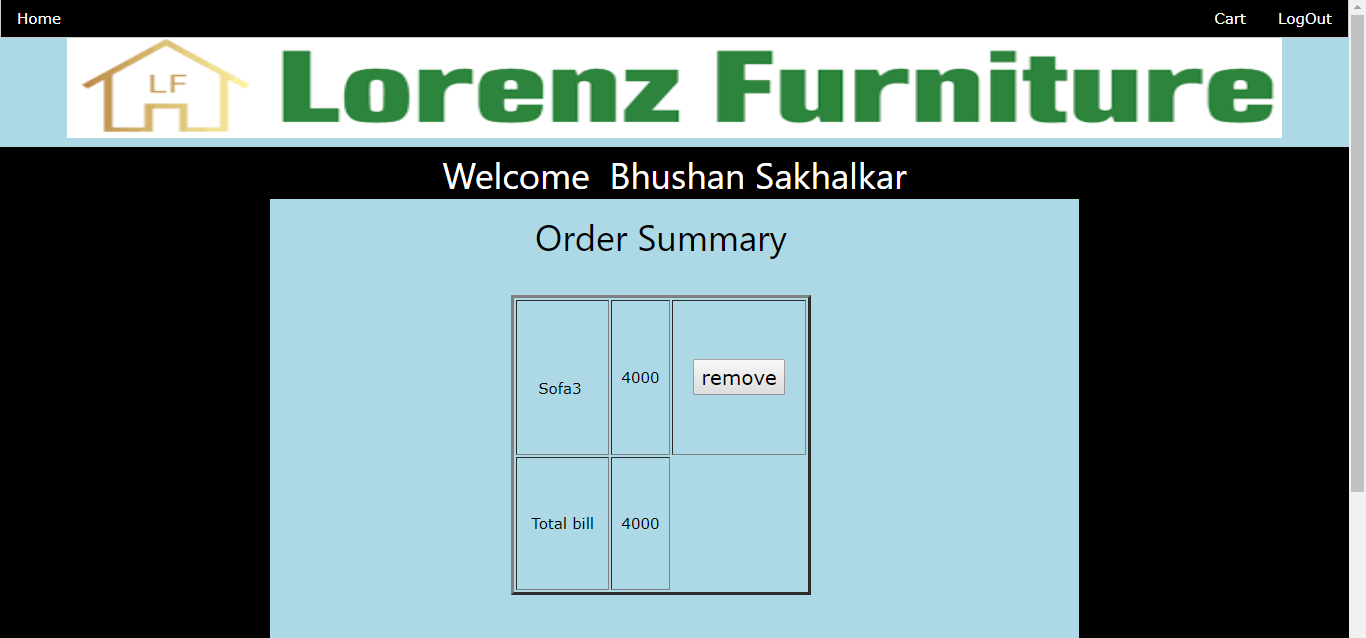 Home Cart LogOut
LF Lorenz Furniture
Welcome Bhushan Sakhalkar
Order Summary
Sofa3 4000 remove
Total bill 4000